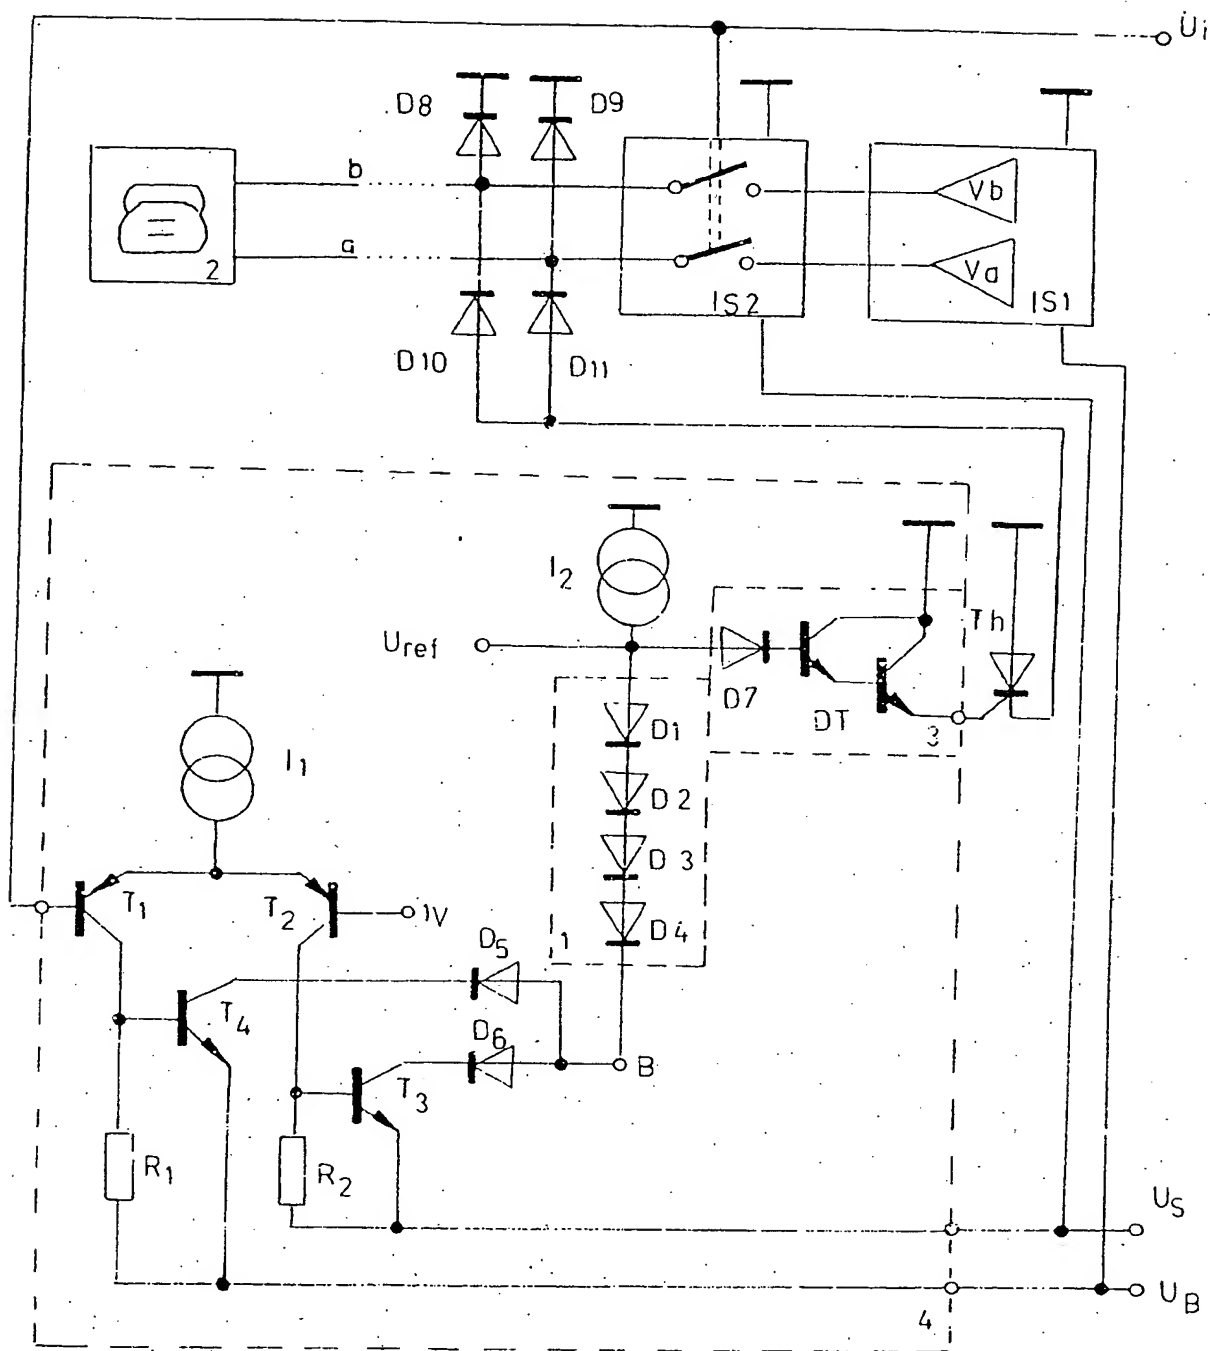 Ui
D8
D9
b
Vb
a
Va
2
IS2
IS1
D10
D11
I2
Uref
Th
D7
DT
3
D1
I1
D2
D3
T1
T2
1V
D4
1
D5
T4
D6
B
T3
R1
R2
US
UB
4